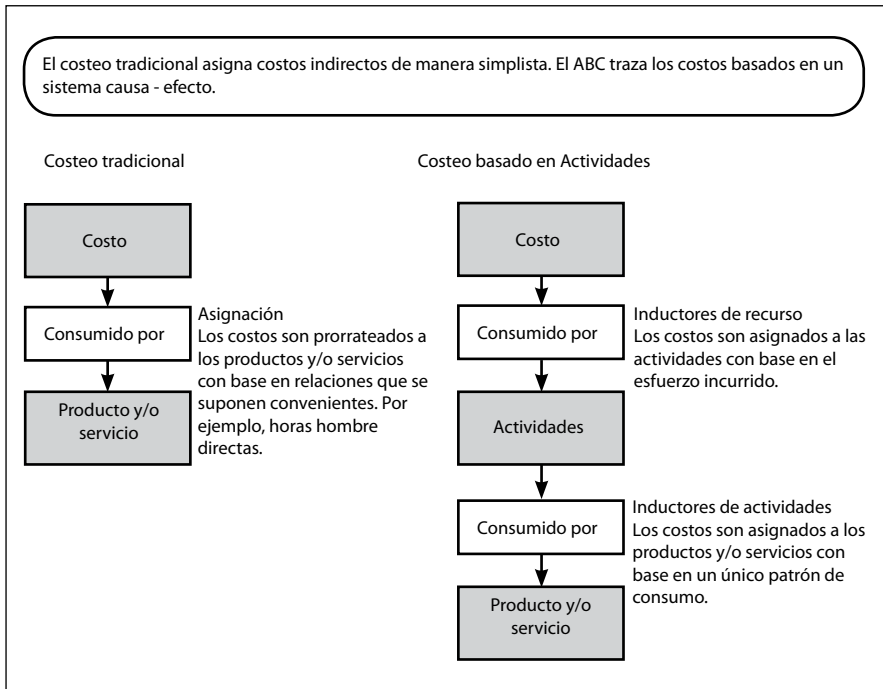 El costeo tradicional asigna costos indirectos de manera simplista. El ABC traza los costos basados en un
sistema causa - efecto.
Costeo tradicional
Costo
Consumido por
Asignación
Los costos son prorrateados a
los productos y/o servicios
con base en relaciones que se
suponen convenientes. Por
ejemplo, horas hombre
directas.
Producto y/o
servicio
Costeo basado en Actividades
Costo
Consumido por
Inductores de recurso
Los costos son asignados a las
actividades con base en el
esfuerzo incurrido.
Actividades
Consumido por
Inductores de actividades
Los costos son asignados a los
productos y/o servicios con
base en un único patrón de
consumo.
Producto y/o
servicio